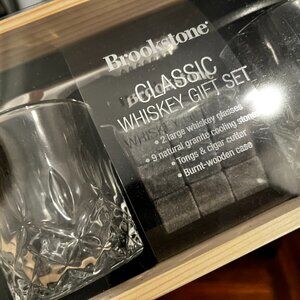 Brookstone®
CLASSIC
WHISKEY GIFT SET
• 2 large whiskey glasses
• 9 natural granite cooling stones
• Tongs & cigar cutter
• Burnt-wooden case